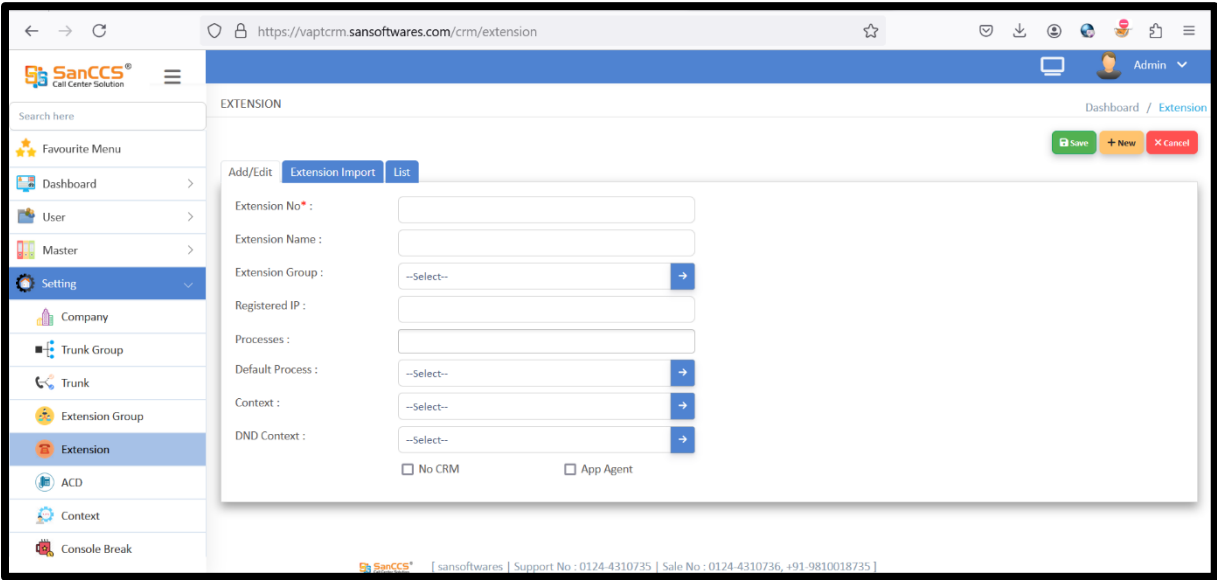 https://vaptcrm.sansoftwares.com/crm/extension
SanCCS®
Call Center Solution
Admin
Search here
EXTENSION
Dashboard / Extension
Save
New
Cancel
Favourite Menu
Dashboard
User
Master
Setting
Company
Trunk Group
Trunk
Extension Group
Extension
ACD
Context
Console Break
Add/Edit
Extension Import
List
Extension No* :
Extension Name :
Extension Group :
--Select--
Registered IP :
Processes :
Default Process :
--Select--
Context :
--Select--
DND Context :
--Select--
No CRM
App Agent
SanCCS® [ sansoftwares | Support No : 0124-4310735 | Sale No : 0124-4310736, +91-9810018735 ]